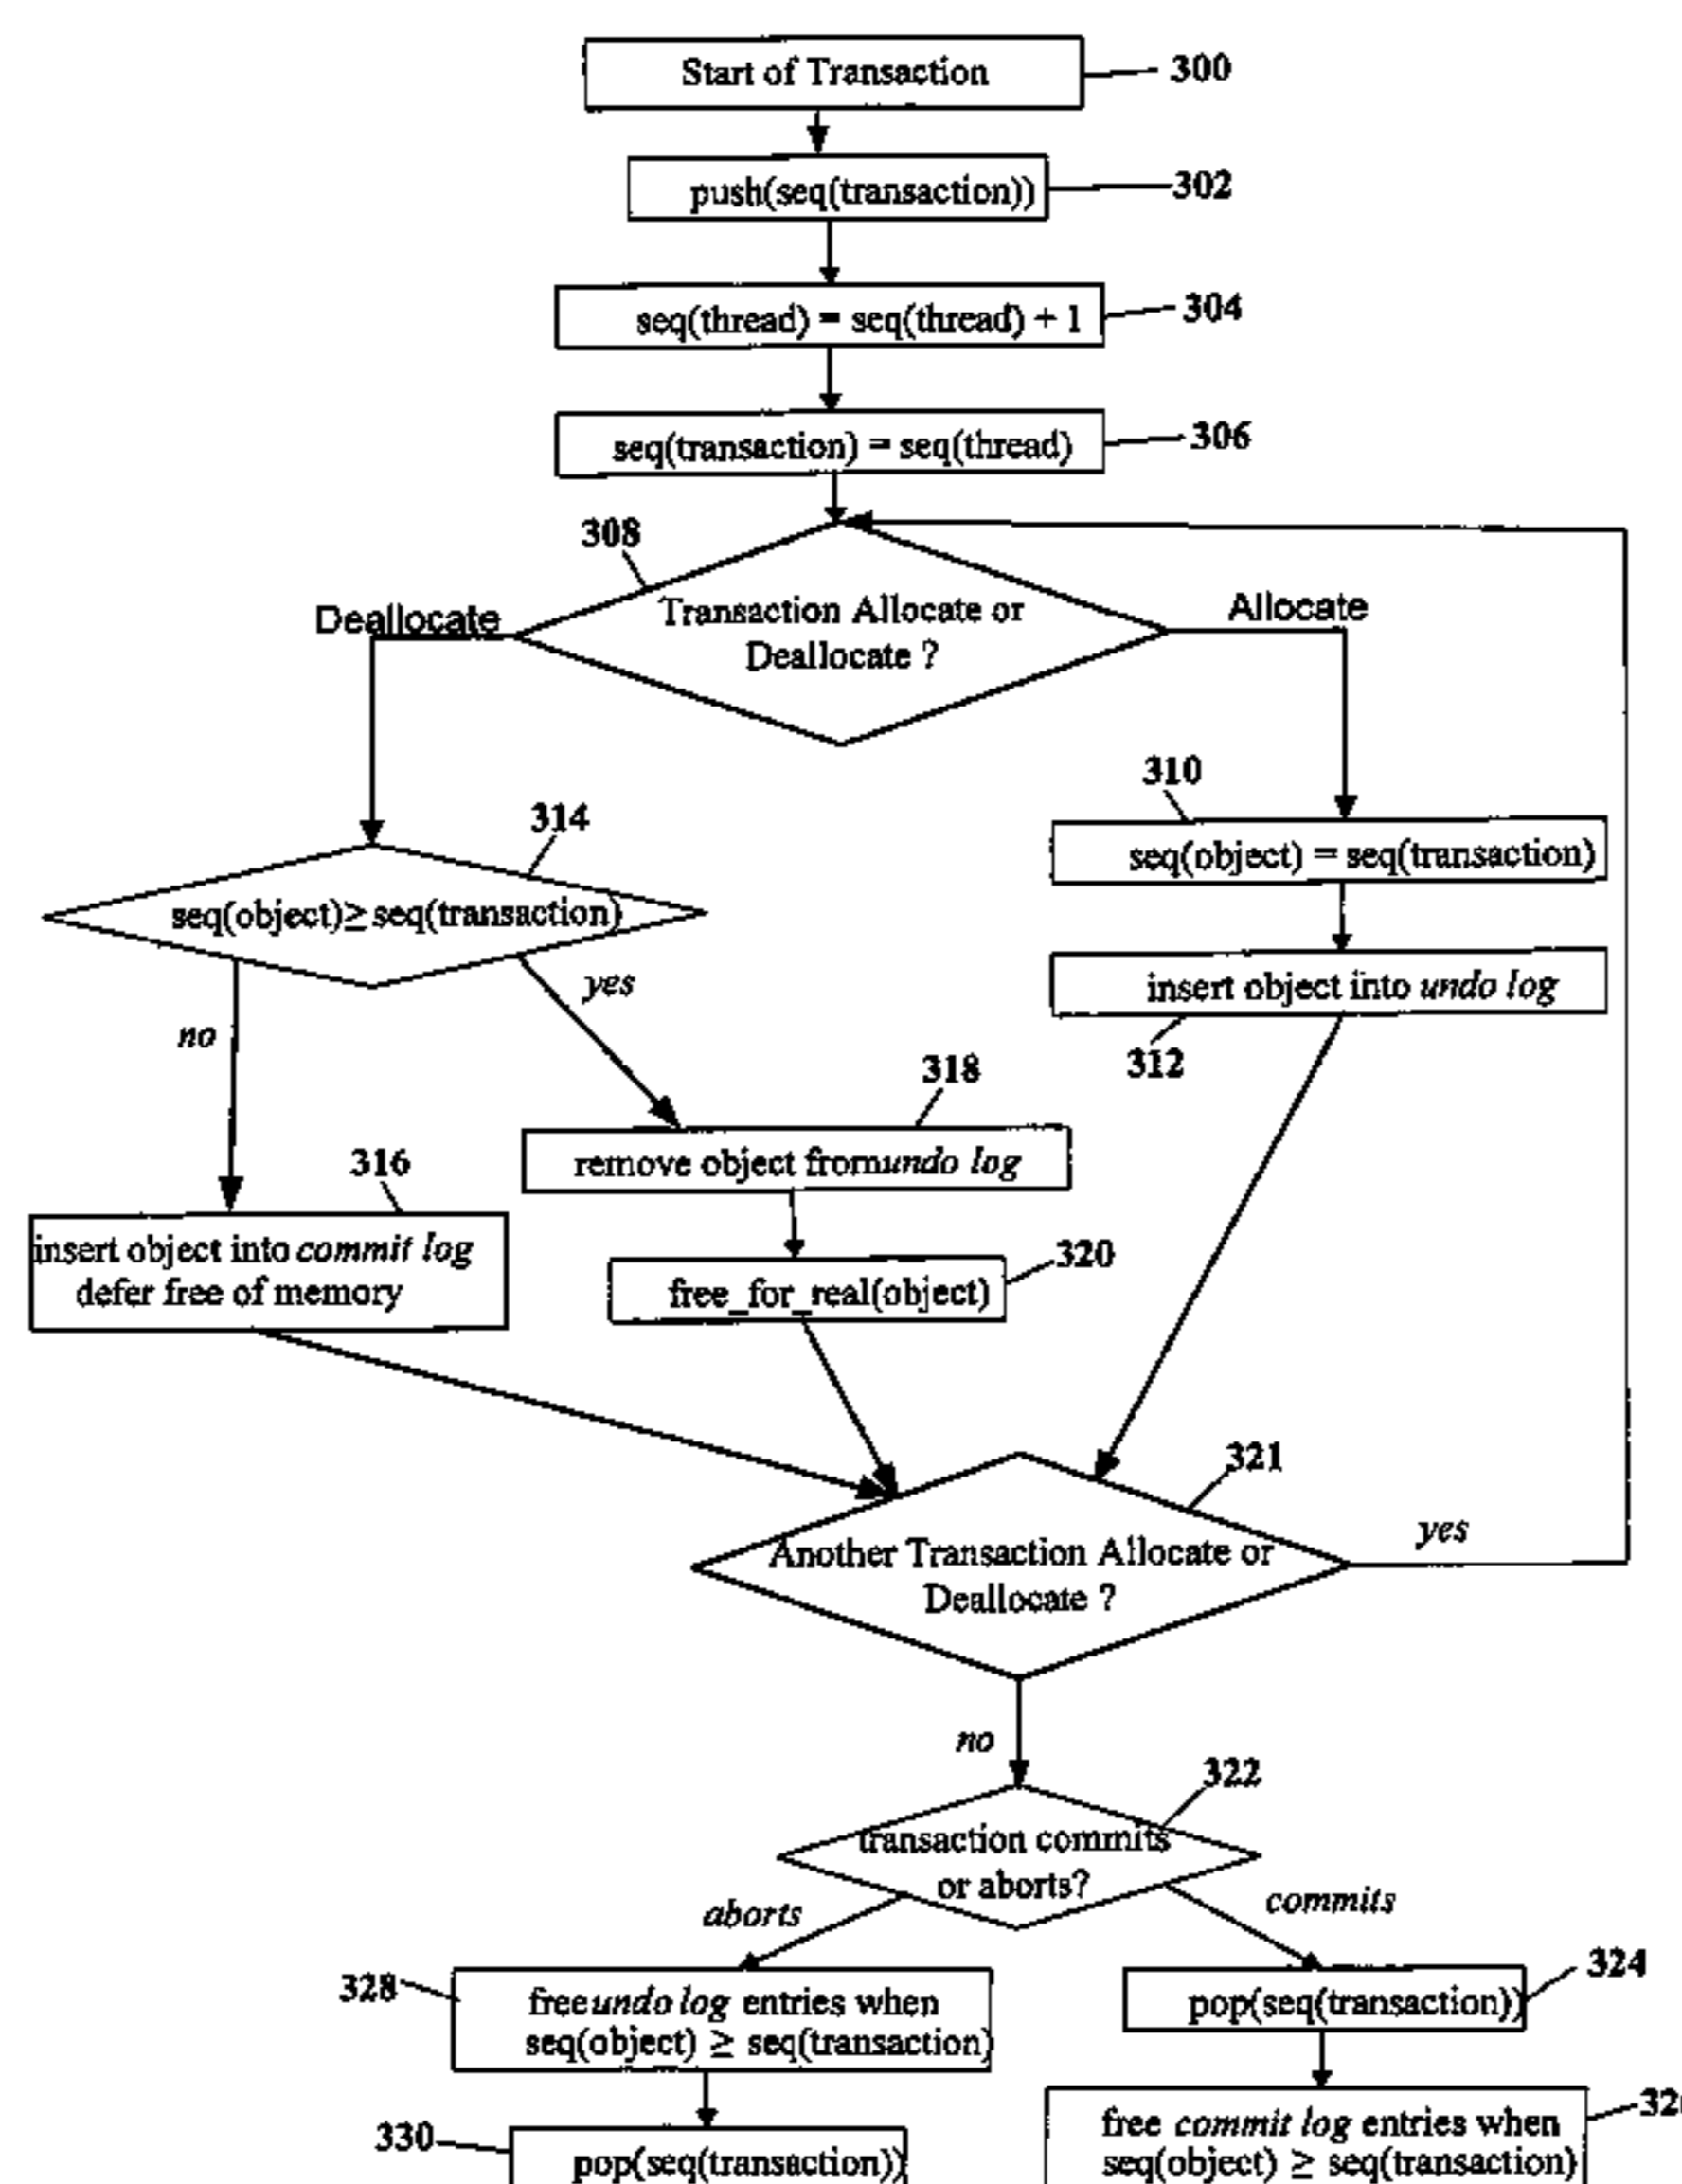 Start of Transaction
300
push(seq(transaction))
302
seq(thread) = seq(thread) + 1
304
seq(transaction) = seq(thread)
306
308
Deallocate
Transaction Allocate or
Deallocate ?
Allocate
310
314
seq(object) = seq(transaction)
seq(object)≥seq(transaction)
yes
insert object into undo log
no
312
318
316
remove object fromundo log
insert object into commit log
defer free of memory
320
free_for_real(object)
321
yes
Another Transaction Allocate or
Deallocate ?
no
322
transaction commits
or aborts?
aborts
commits
328
324
free undo log entries when
seq(object) ≥ seq(transaction)
pop(seq(transaction))
330
pop(seq(transaction))
free commit log entries when
seq(object) ≥ seq(transaction)